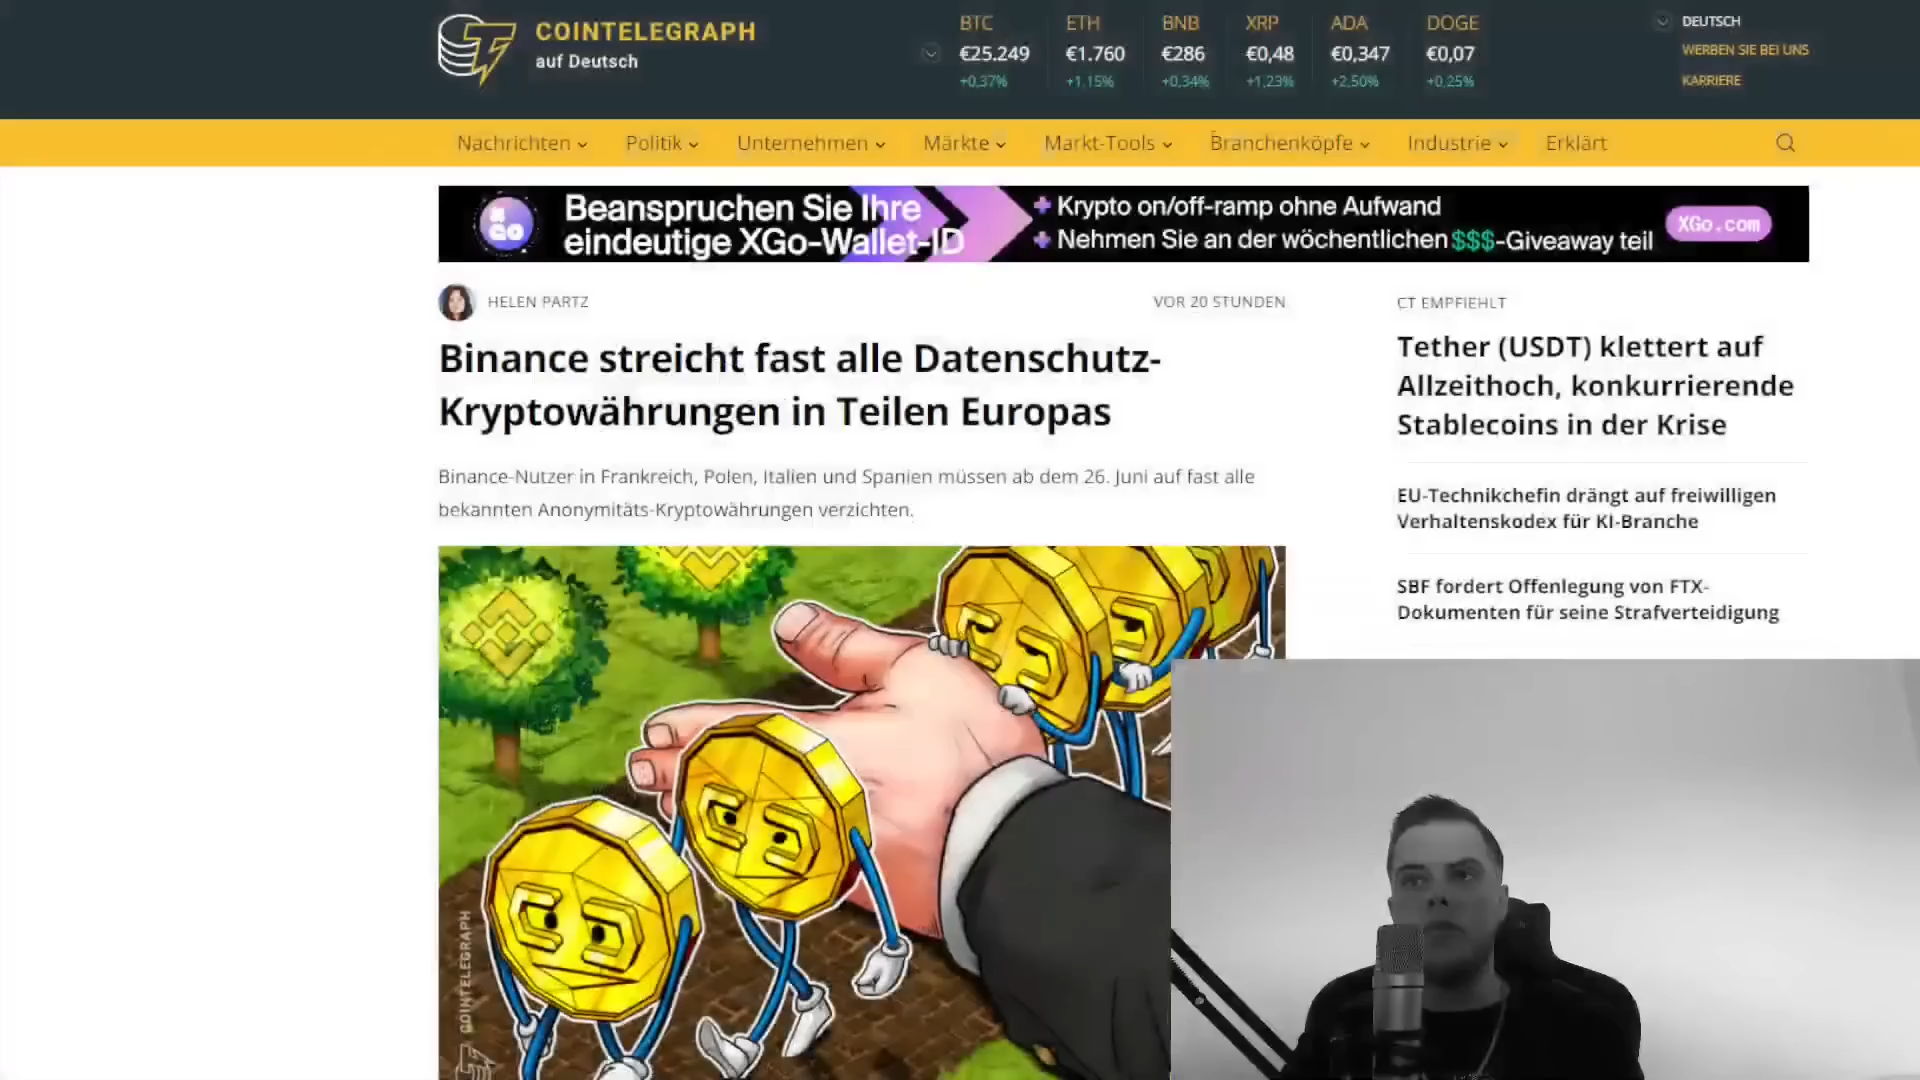 COINTELEGRAPH
auf Deutsch
BTC
€25.249
+0,37%
ETH
€1.760
+1,15%
BNB
€286
+0,34%
XRP
€0,48
+1,23%
ADA
€0,347
+2,50%
DOGE
€0,07
+0,25%
DEUTSCH
WERBEN SIE BEI UNS
KARRIERE
Nachrichten Politik Unternehmen Märkte Markt-Tools Branchenköpfe Industrie Erklärt
Beanspruchen Sie Ihre
eindeutige XGo-Wallet-ID
Krypto on/off-ramp ohne Aufwand
Nehmen Sie an der wöchentlichen $$$-Giveaway teil
XGo.com
HELEN PARTZ
VOR 20 STUNDEN
Binance streicht fast alle Datenschutz-
Kryptowährungen in Teilen Europas
Binance-Nutzer in Frankreich, Polen, Italien und Spanien müssen ab dem 26. Juni auf fast alle
bekannten Anonymitäts-Kryptowährungen verzichten.
COINTELEGRAPH
CT EMPFIEHLT
Tether (USDT) klettert auf
Allzeithoch, konkurrierende
Stablecoins in der Krise
EU-Technikchefin drängt auf freiwilligen
Verhaltenskodex für KI-Branche
SBF fordert Offenlegung von FTX-
Dokumenten für seine Strafverteidigung